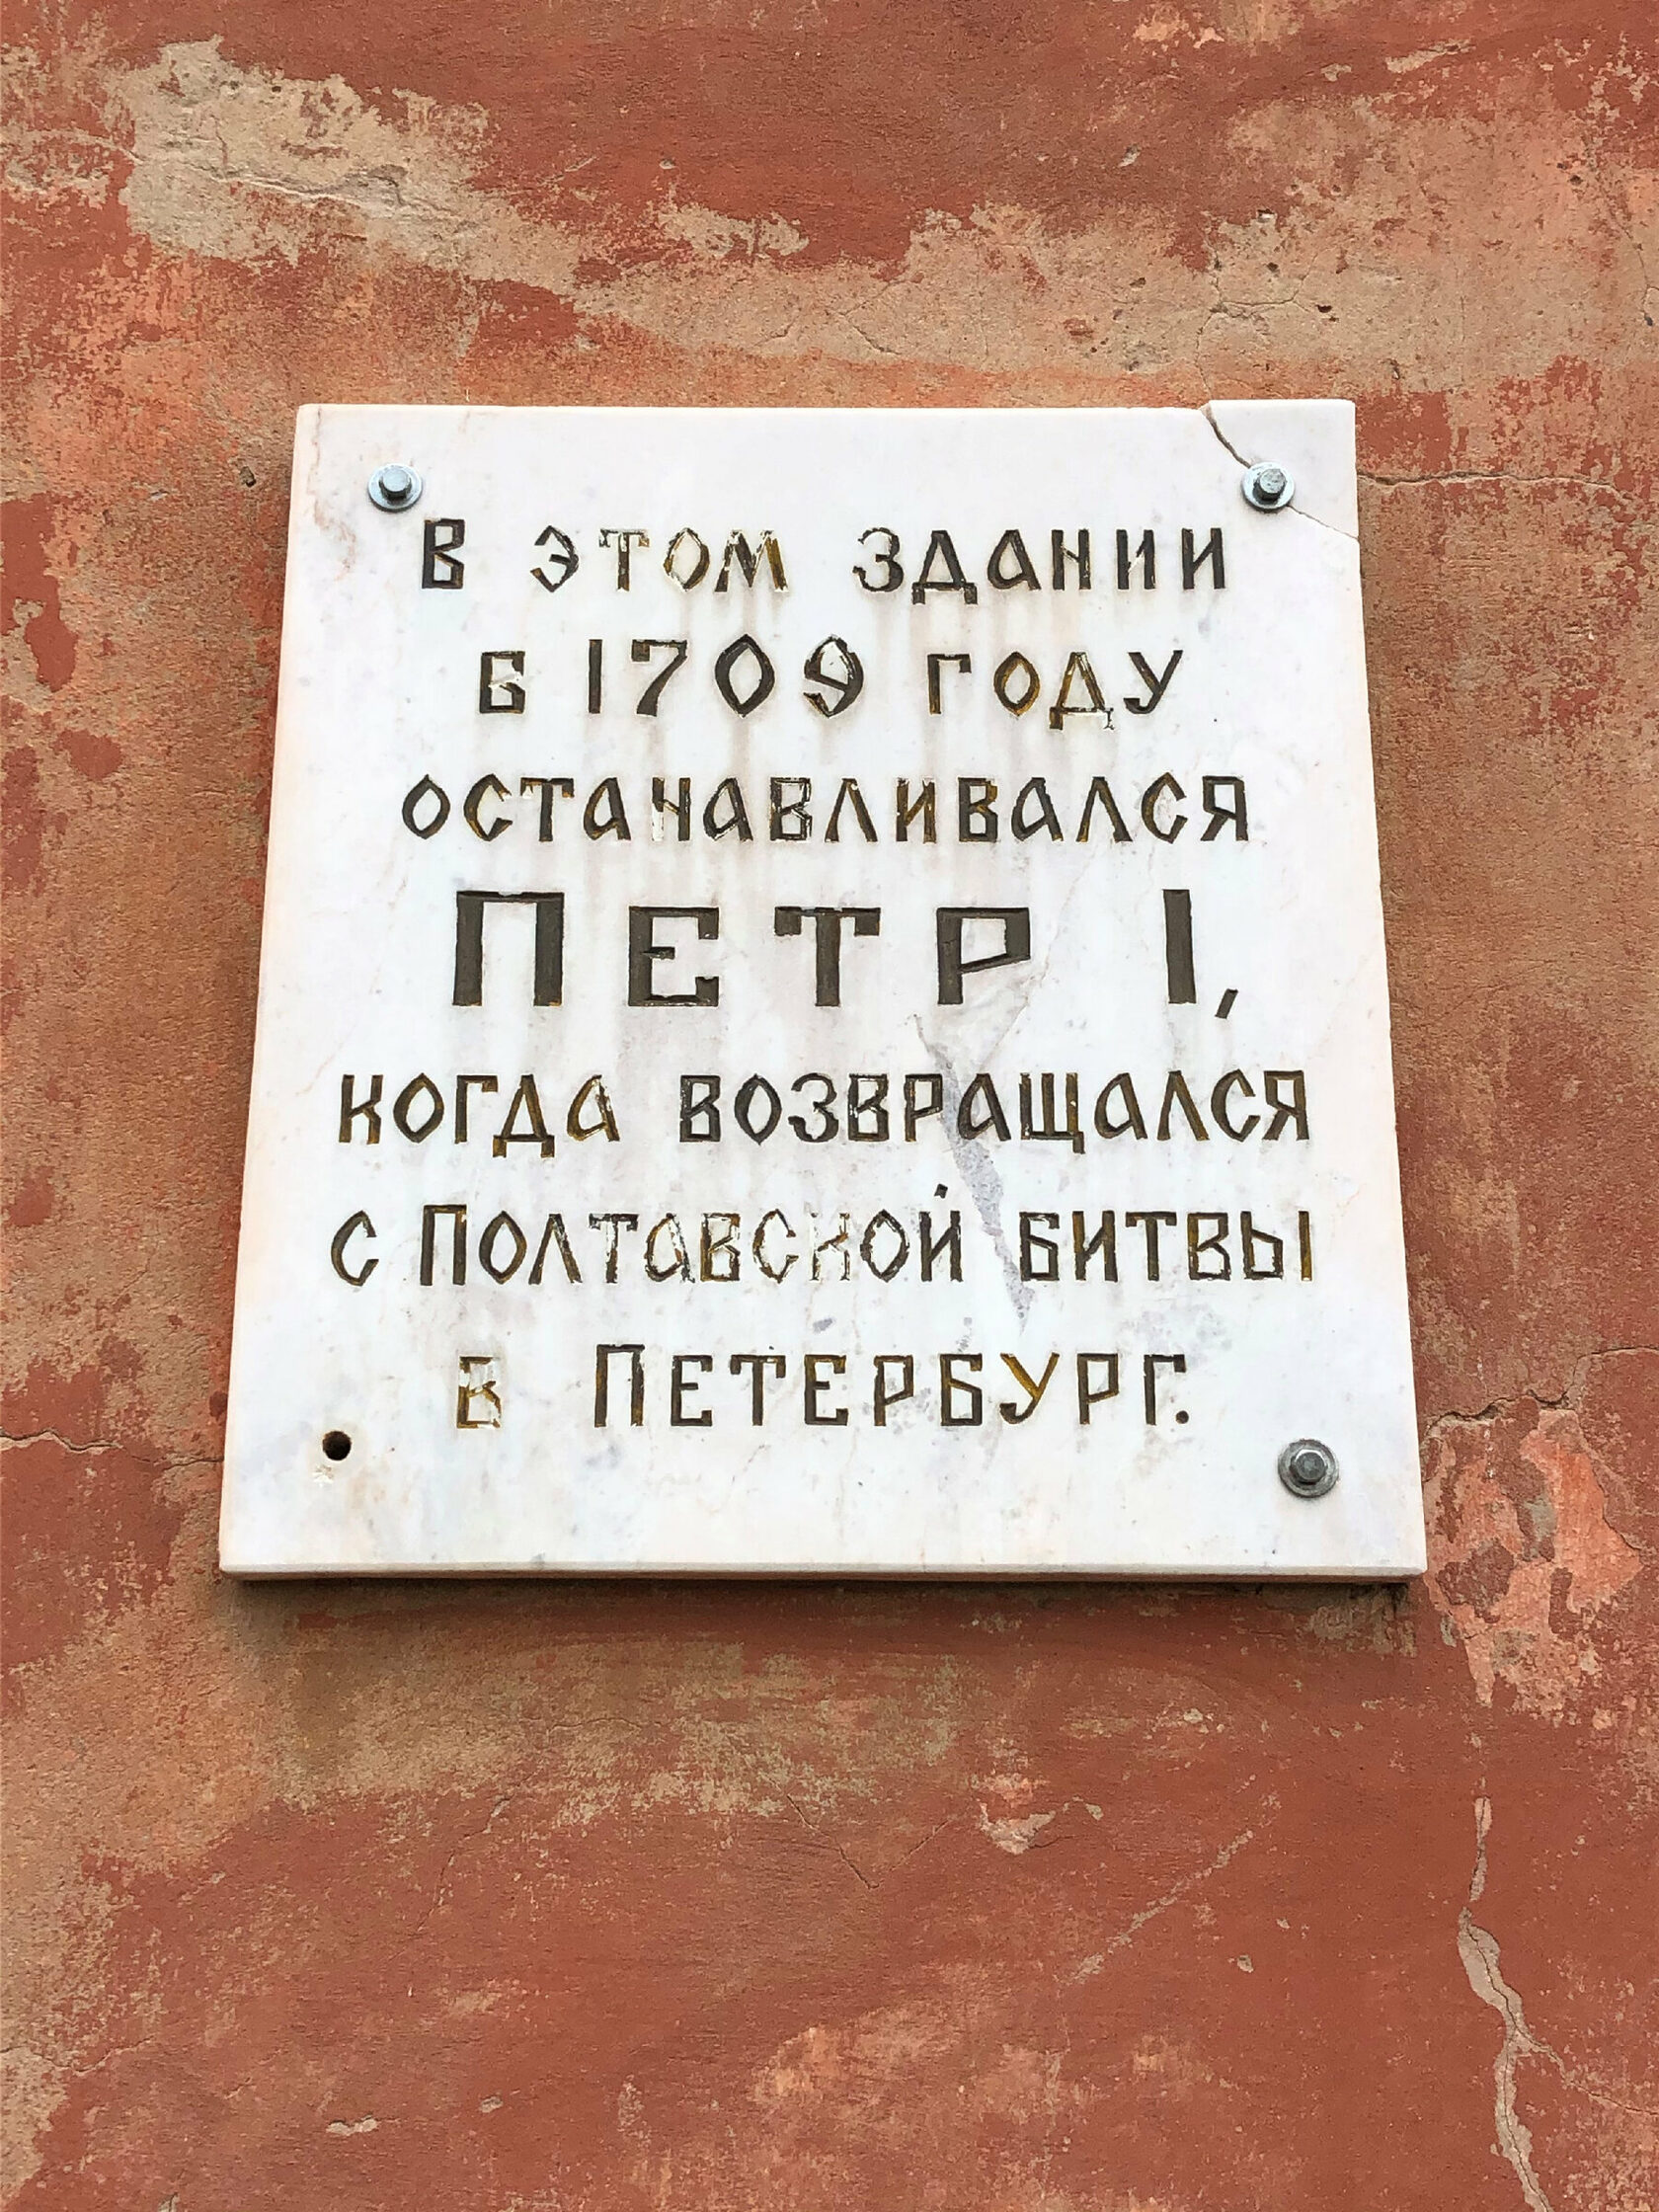 В ЭТОМ ЗДАНИИ
В 1709 ГОДУ
ОСТАНАВЛИВАЛСЯ
ПЕТР I,
КОГДА ВОЗВРАЩАЛСЯ
С ПОЛТАВСКОЙ БИТВЫ
В ПЕТЕРБУРГ.